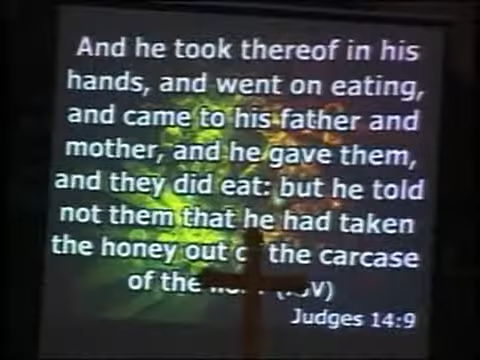 And he took thereof in his
hands, and went on eating,
and came to his father and
mother, and he gave them,
and they did eat: but he told
not them that he had taken
the honey out the carcase
of the
Judges 14:9